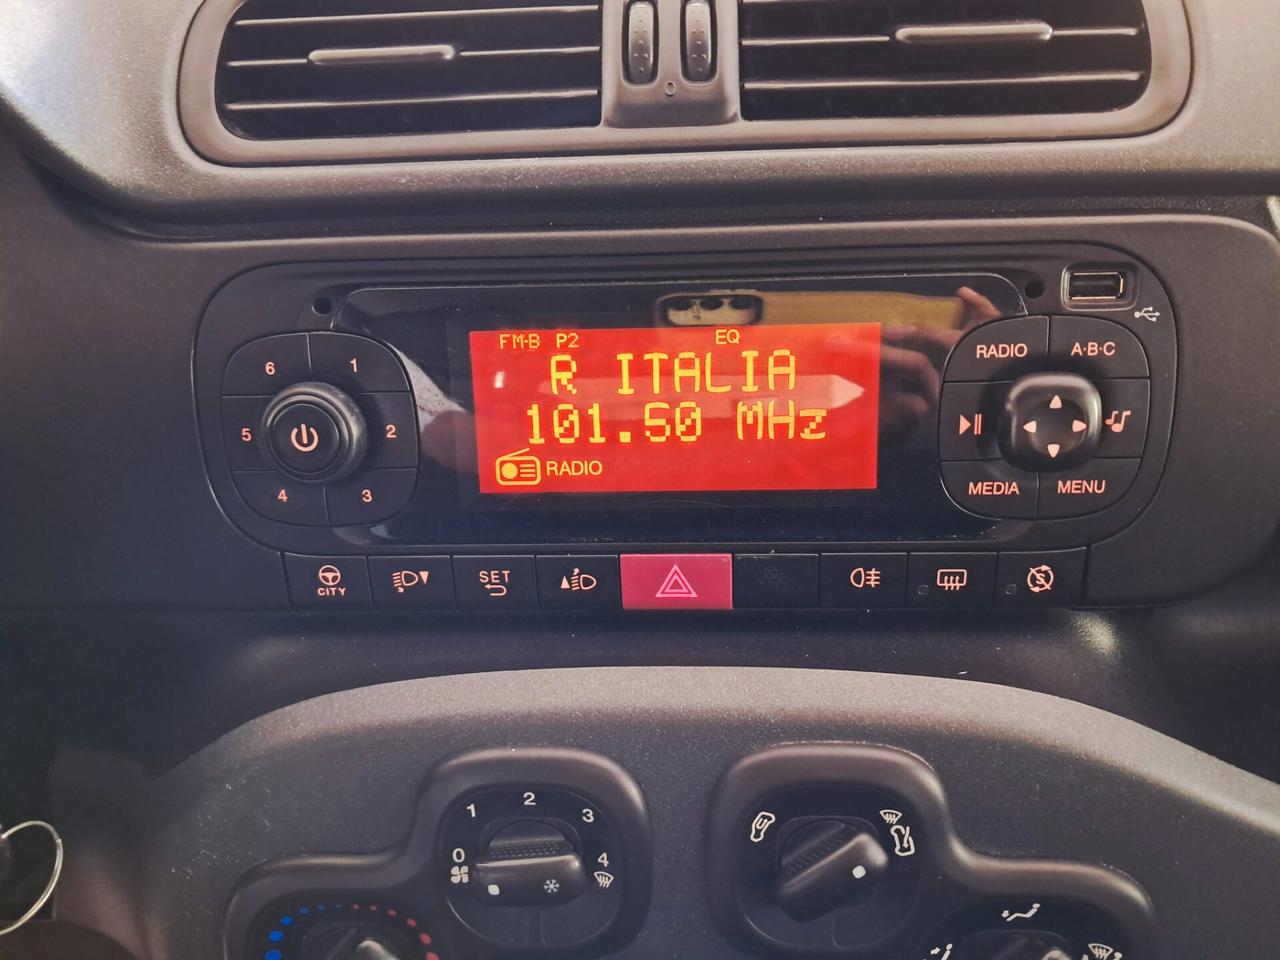 0
FM-B P2 EQ
R ITALIA
101.50 MHz
RADIO
6 1
5 2
4 3
RADIO A·B·C
MEDIA MENU
CITY
SET
1 2 3
0 4